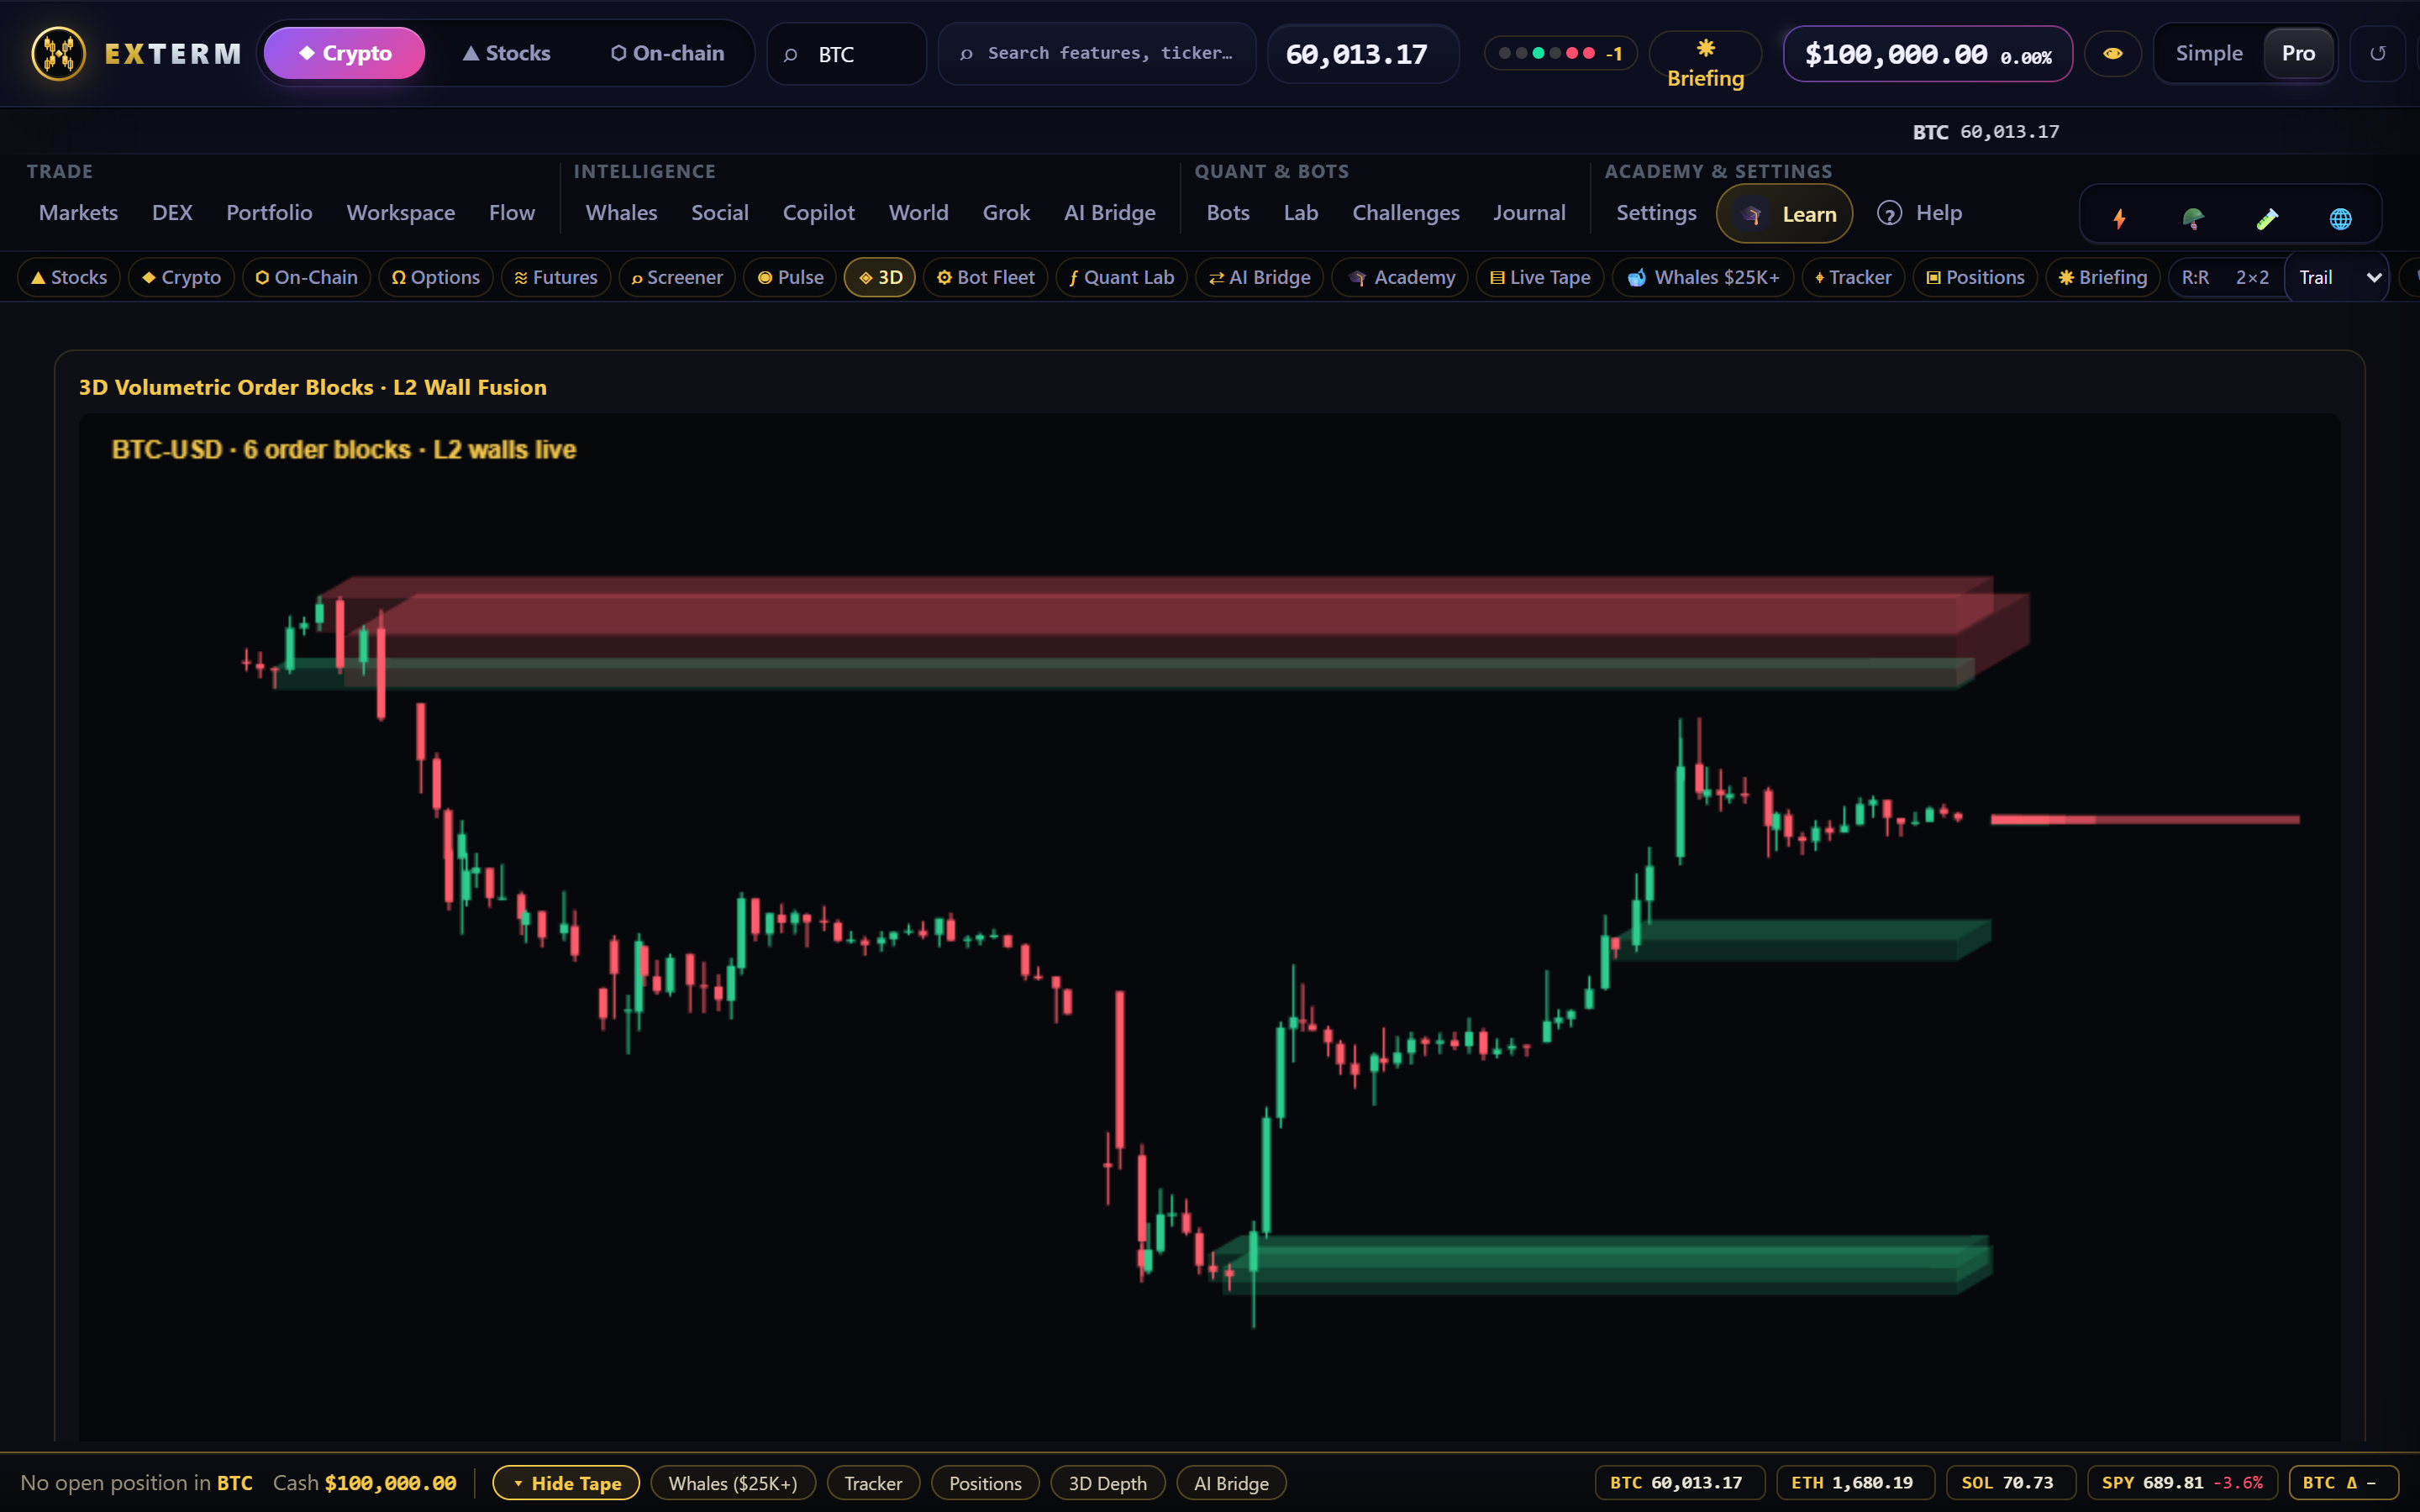 EXTERM
Crypto
Stocks
On-chain
BTC
Search features, ticker…
60,013.17
-1
Briefing
$100,000.00 0.00%
Simple
Pro
BTC 60,013.17
TRADE
Markets DEX Portfolio Workspace Flow
INTELLIGENCE
Whales Social Copilot World Grok AI Bridge
QUANT & BOTS
Bots Lab Challenges Journal
ACADEMY & SETTINGS
Settings Learn ? Help
Stocks Crypto On-Chain Ω Options Futures Screener Pulse 3D Bot Fleet ƒ Quant Lab AI Bridge Academy Live Tape Whales $25K+ Tracker Positions Briefing R:R 2×2 Trail
3D Volumetric Order Blocks · L2 Wall Fusion
BTC-USD · 6 order blocks · L2 walls live
No open position in BTC Cash $100,000.00
Hide Tape Whales ($25K+) Tracker Positions 3D Depth AI Bridge
BTC 60,013.17 ETH 1,680.19 SOL 70.73 SPY 689.81 -3.6% BTC Δ –